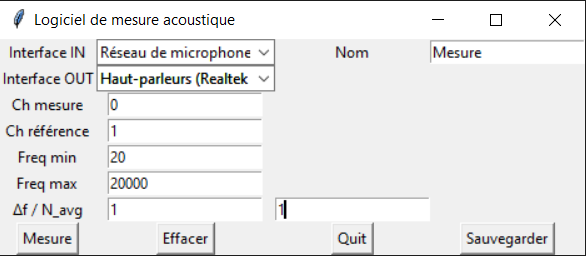 Logiciel de mesure acoustique
Interface IN Réseau de microphone Nom Mesure
Interface OUT Haut-parleurs (Realtek
Ch mesure 0
Ch référence 1
Freq min 20
Freq max 20000
Δf / N_avg 1 1
Mesure Effacer Quit Sauvegarder